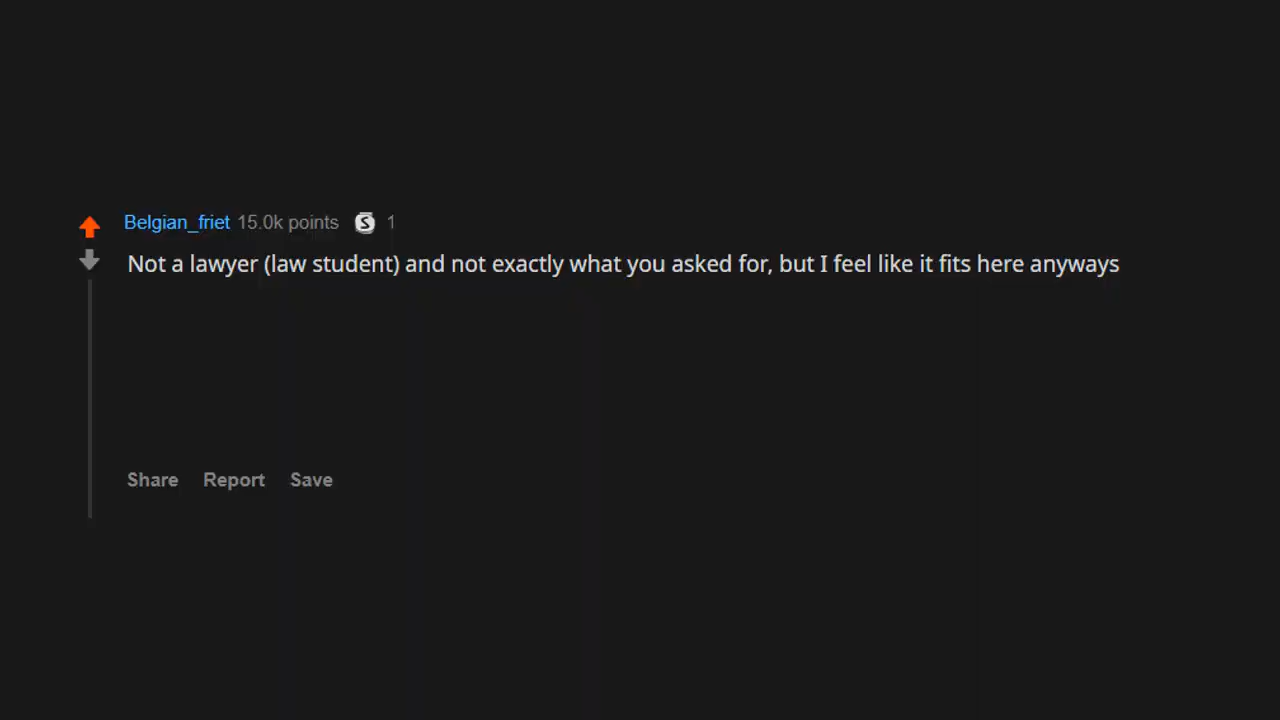 Belgian_friet 15.0k points S 1
Not a lawyer (law student) and not exactly what you asked for, but I feel like it fits here anyways
Share Report Save